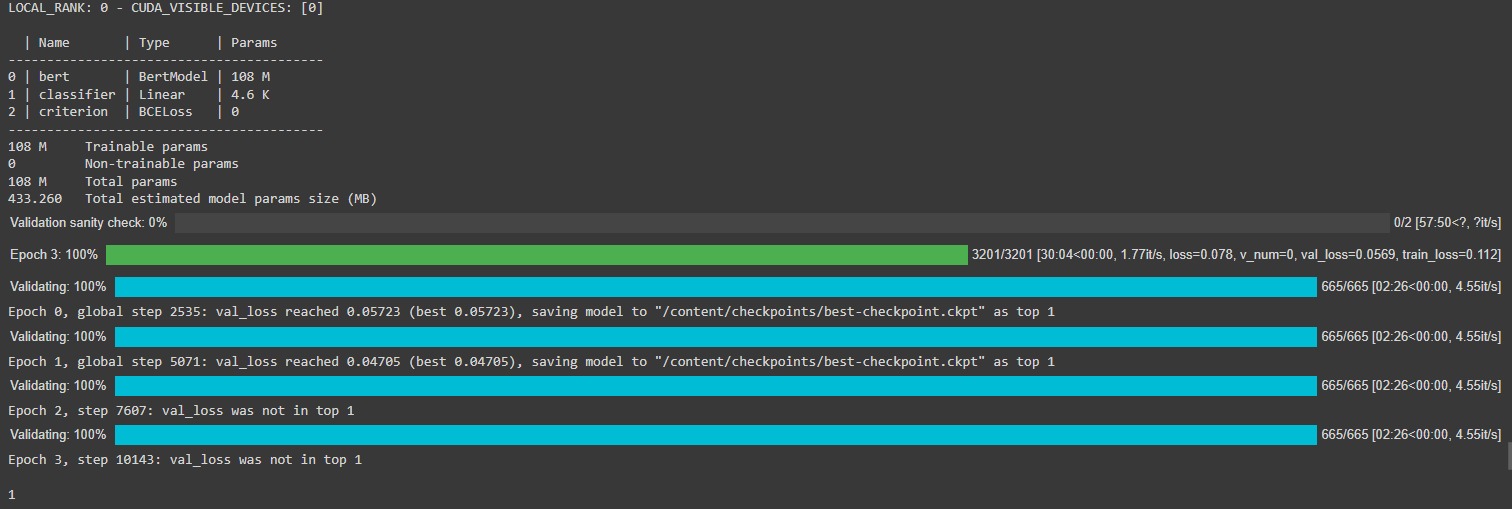 LOCAL_RANK: 0 - CUDA_VISIBLE_DEVICES: [0]
  | Name       | Type      | Params
-----------------------------------------
0 | bert       | BertModel | 108 M
1 | classifier | Linear    | 4.6 K
2 | criterion  | BCELoss   | 0
-----------------------------------------
108 M     Trainable params
0         Non-trainable params
108 M     Total params
433.260   Total estimated model params size (MB)
Validation sanity check: 0% 0/2 [57:50<?, ?it/s]
Epoch 3: 100% 3201/3201 [30:04<00:00, 1.77it/s, loss=0.078, v_num=0, val_loss=0.0569, train_loss=0.112]
Validating: 100% 665/665 [02:26<00:00, 4.55it/s]
Epoch 0, global step 2535: val_loss reached 0.05723 (best 0.05723), saving model to "/content/checkpoints/best-checkpoint.ckpt" as top 1
Validating: 100% 665/665 [02:26<00:00, 4.55it/s]
Epoch 1, global step 5071: val_loss reached 0.04705 (best 0.04705), saving model to "/content/checkpoints/best-checkpoint.ckpt" as top 1
Validating: 100% 665/665 [02:26<00:00, 4.55it/s]
Epoch 2, step 7607: val_loss was not in top 1
Validating: 100% 665/665 [02:26<00:00, 4.55it/s]
Epoch 3, step 10143: val_loss was not in top 1
1